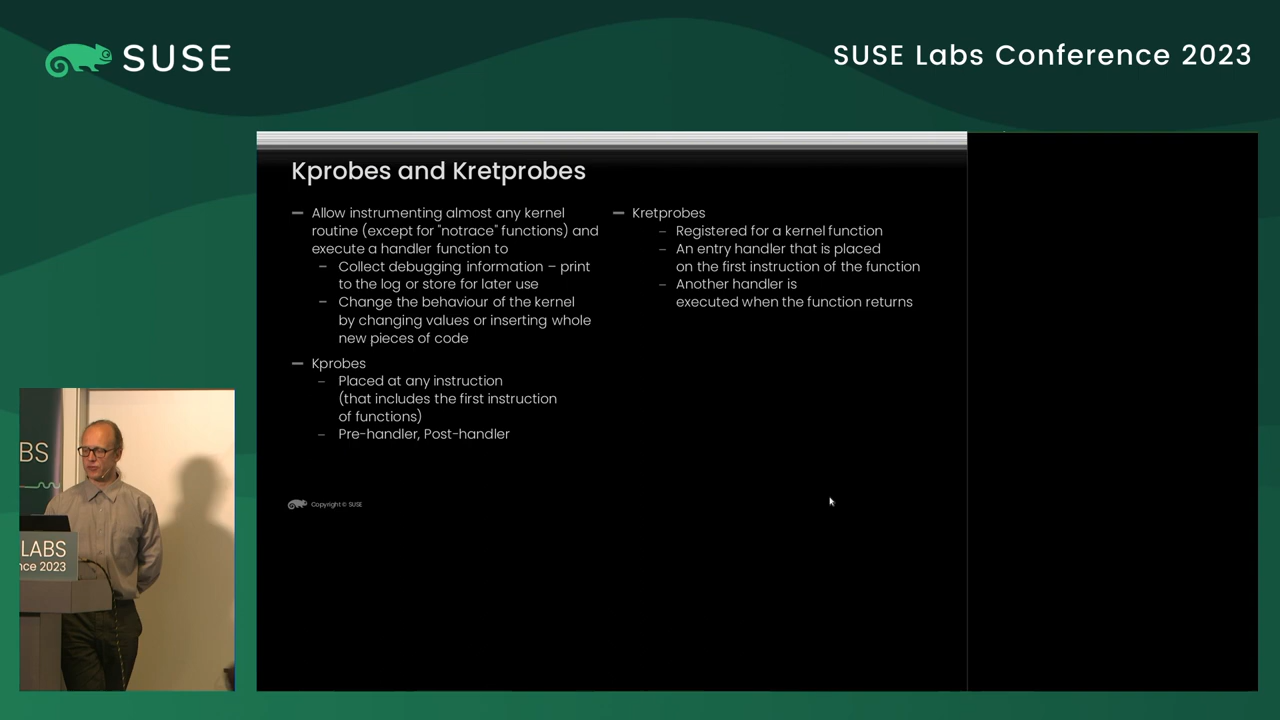 SUSE
SUSE Labs Conference 2023
Kprobes and Kretprobes
Allow instrumenting almost any kernel
routine (except for "notrace" functions) and
execute a handler function to
Collect debugging information – print
to the log or store for later use
Change the behaviour of the kernel
by changing values or inserting whole
new pieces of code
Kprobes
Placed at any instruction
(that includes the first instruction
of functions)
Pre-handler, Post-handler
Kretprobes
Registered for a kernel function
An entry handler that is placed
on the first instruction of the function
Another handler is
executed when the function returns
Copyright © SUSE
BS
LABS
nce 2023